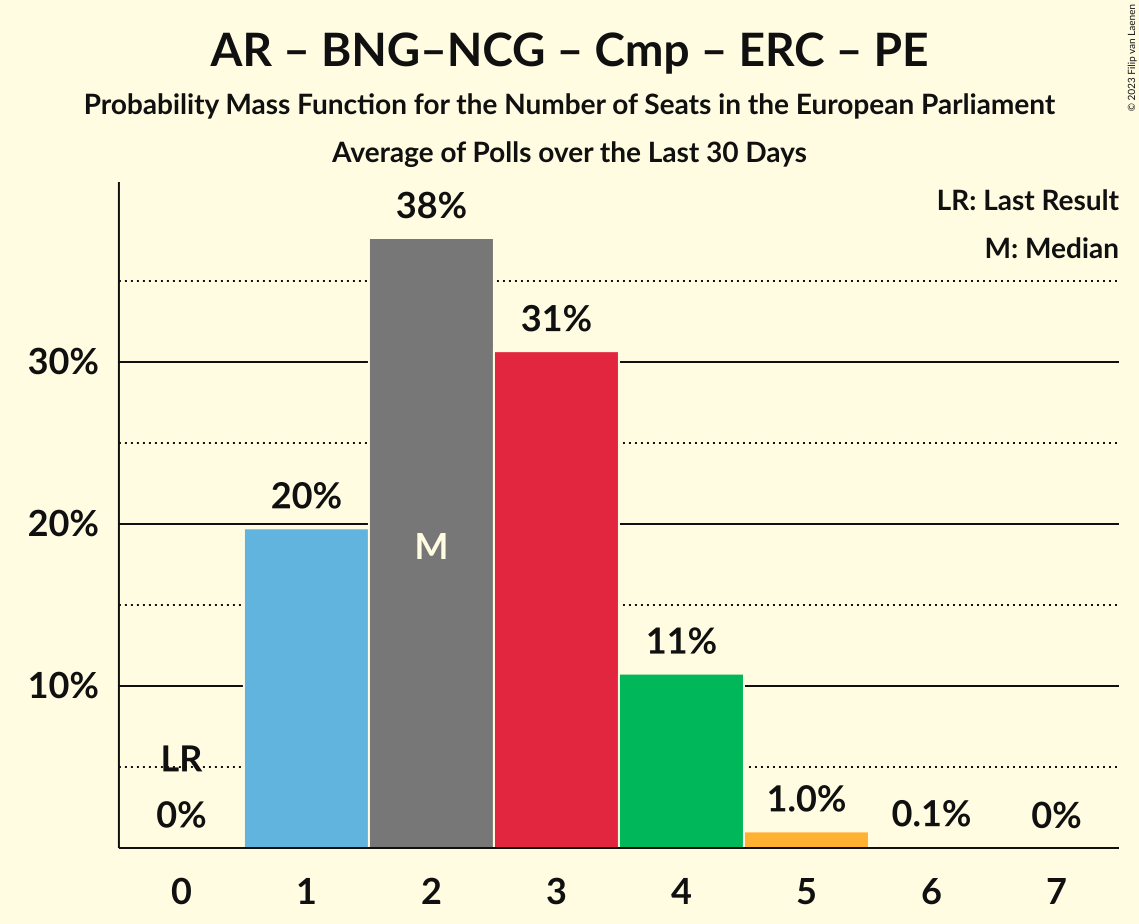 AR – BNG–NCG – Cmp – ERC – PE
Probability Mass Function for the Number of Seats in the European Parliament
Average of Polls over the Last 30 Days
© 2023 Filip van Laenen
LR: Last Result
M: Median
38%
31%
30%
20%
20%
M
11%
10%
LR
0%
1.0%
0.1%
0%
0 1 2 3 4 5 6 7